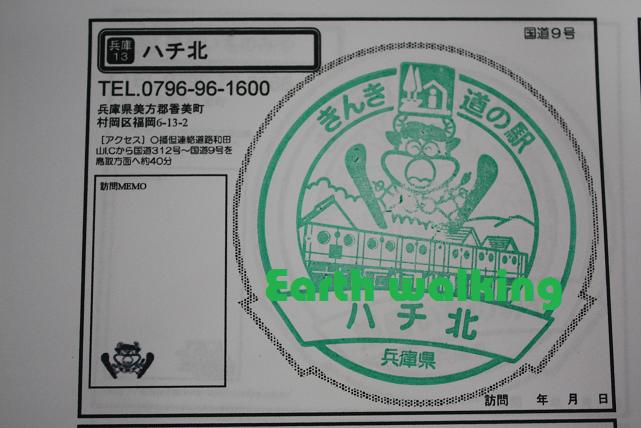 兵庫
13
ハチ北
国道9号
TEL.0796-96-1600
兵庫県美方郡香美町
村岡区福岡6-13-2
［アクセス］〇播但連絡道路和田
山I.Cから国道312号～国道9号を
鳥取方面へ約40分
訪問MEMO
きんき 道の駅
Earth walking
ハチ北
兵庫県
訪問 年 月 日